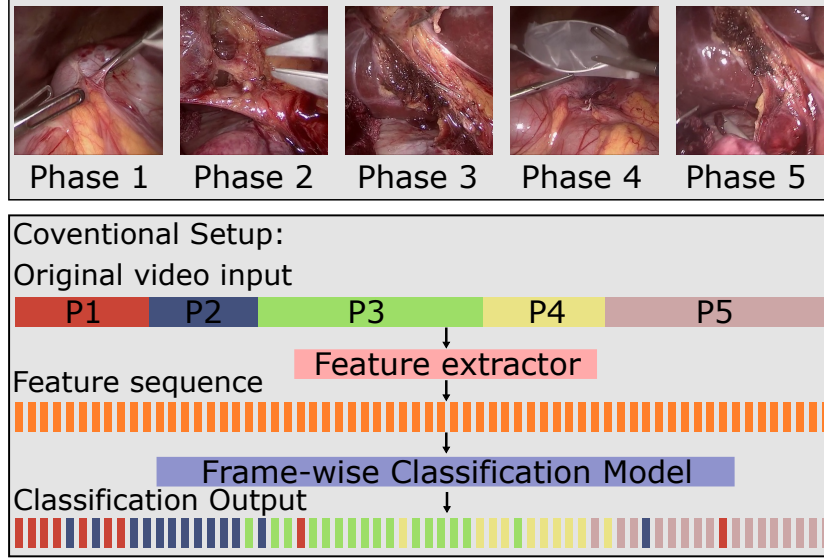 Phase 1 Phase 2 Phase 3 Phase 4 Phase 5
Coventional Setup:
Original video input
P1 P2 P3 P4 P5
Feature extractor
Feature sequence
Frame-wise Classification Model
Classification Output